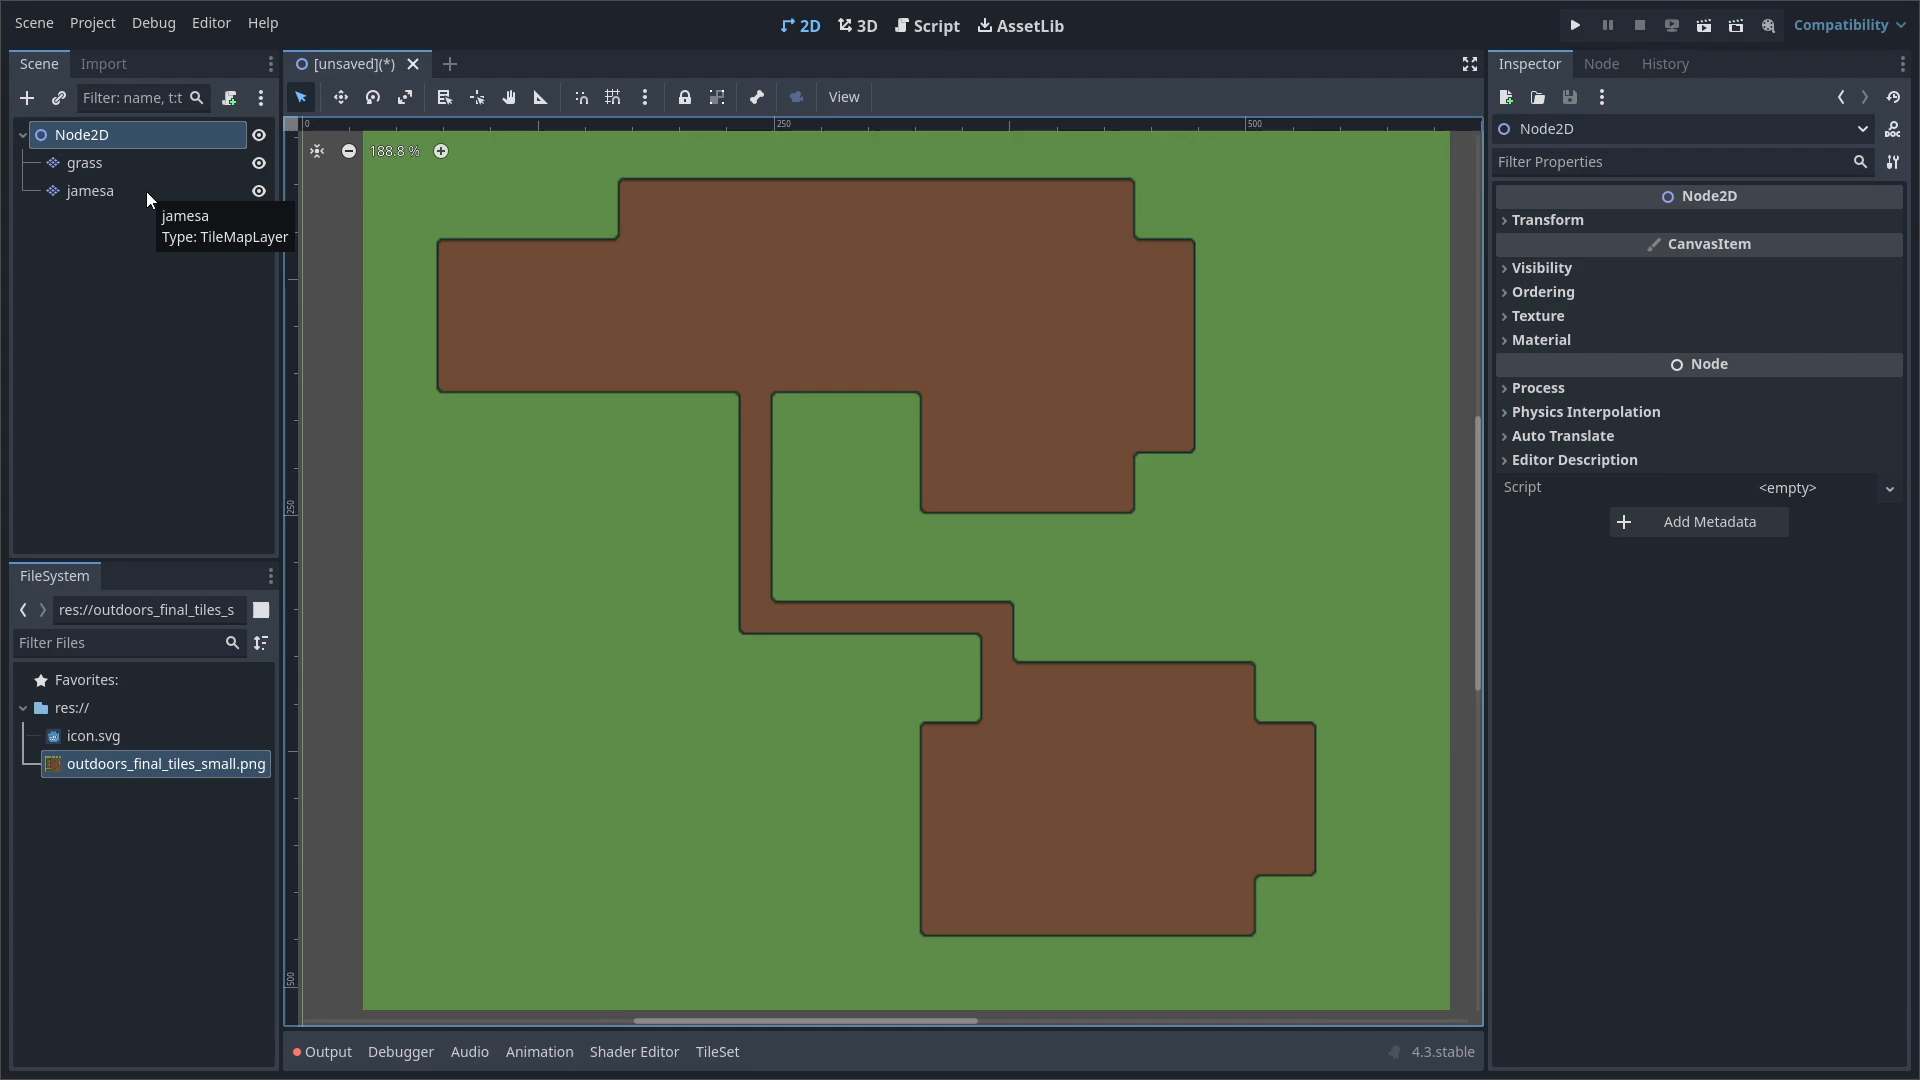 Scene Project Debug Editor Help
2D 3D Script AssetLib
Compatibility
Scene Import
[unsaved](*)
Inspector Node History
Filter: name, t:t
View
Node2D
grass
jamesa
jamesa
Type: TileMapLayer
0 250 500
188.8 %
250
500
Node2D
Filter Properties
Node2D
Transform
CanvasItem
Visibility
Ordering
Texture
Material
Node
Process
Physics Interpolation
Auto Translate
Editor Description
Script <empty>
Add Metadata
FileSystem
res://outdoors_final_tiles_s
Filter Files
Favorites:
res://
icon.svg
outdoors_final_tiles_small.png
Output Debugger Audio Animation Shader Editor TileSet
4.3.stable